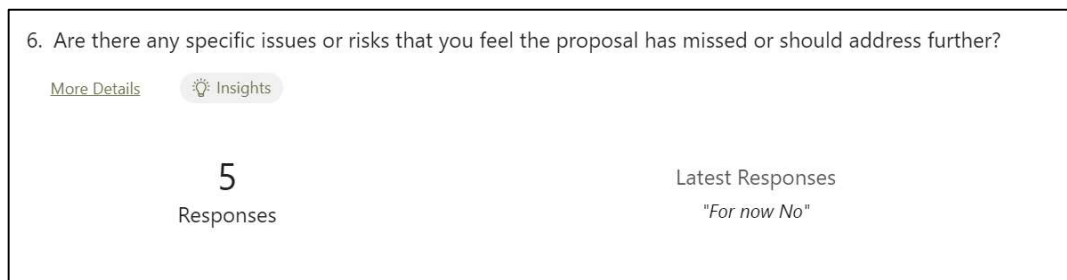 6. Are there any specific issues or risks that you feel the proposal has missed or should address further?
More Details
Insights
5
Responses
Latest Responses
"For now No"